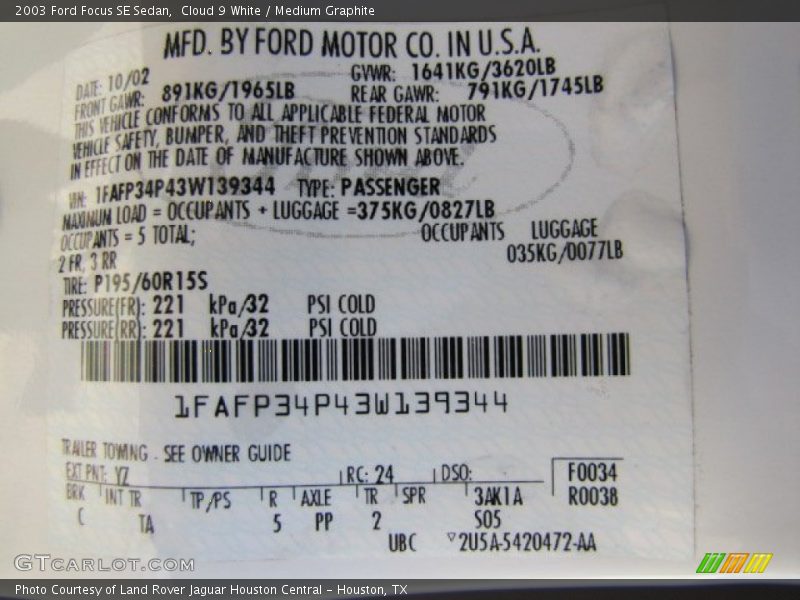 2003 Ford Focus SE Sedan,  Cloud 9 White / Medium Graphite
MFD. BY FORD MOTOR CO. IN U.S.A.
DATE: 10/02 GVWR: 1641KG/3620LB
FRONT GAWR: 891KG/1965LB REAR GAWR: 791KG/1745LB
THIS VEHICLE CONFORMS TO ALL APPLICABLE FEDERAL MOTOR
VEHICLE SAFETY, BUMPER, AND THEFT PREVENTION STANDARDS
IN EFFECT ON THE DATE OF MANUFACTURE SHOWN ABOVE.
VIN: 1FAFP34P43W139344 TYPE: PASSENGER
MAXIMUM LOAD = OCCUPANTS + LUGGAGE =375KG/0827LB
OCCUPANTS = 5 TOTAL; OCCUPANTS LUGGAGE
2 FR, 3 RR 035KG/0077LB
TIRE: P195/60R15S
PRESSURE(FR): 221 kPa/32 PSI COLD
PRESSURE(RR): 221 kPa/32 PSI COLD
1FAFP34P43W139344
TRAILER TOWING - SEE OWNER GUIDE
EXT PNT: YZ RC: 24 DSO: F0034
BRK INT TR TP/PS R AXLE TR SPR 3AK1A R0038
C TA 5 PP 2 S05
UBC ▽2U5A-5420472-AA
GTCARLOT.COM
Photo Courtesy of Land Rover Jaguar Houston Central - Houston, TX